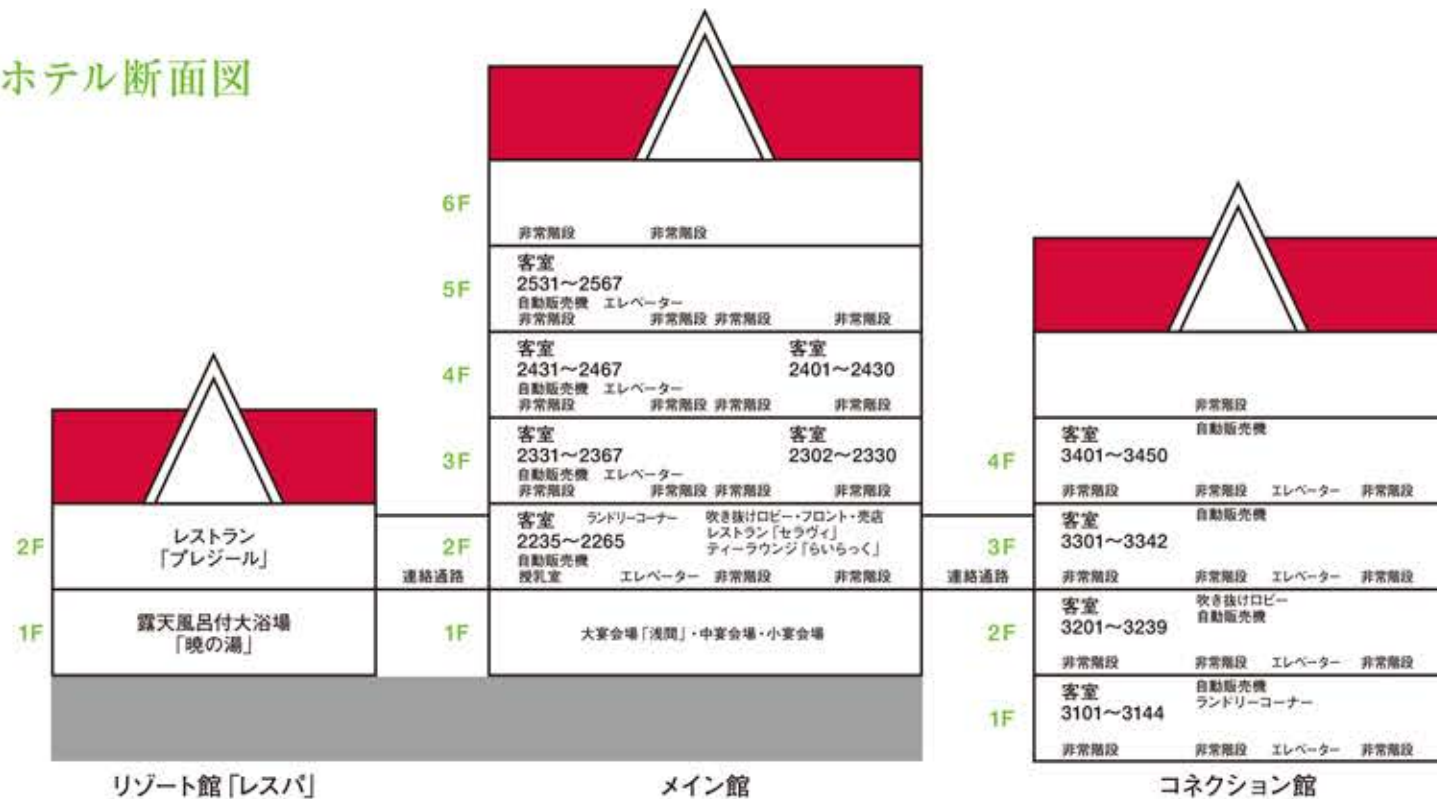 ホテル断面図
6F
非常階段 非常階段
5F
客室
2531～2567
自動販売機 エレベーター
非常階段 非常階段 非常階段 非常階段
4F
客室 客室
2431～2467 2401～2430
自動販売機 エレベーター
非常階段 非常階段 非常階段 非常階段
3F
客室 客室
2331～2367 2302～2330
自動販売機 エレベーター
非常階段 非常階段 非常階段 非常階段
2F
客室 ランドリーコーナー 吹き抜けロビー・フロント・売店
2235～2265 レストラン「セラヴィ」
ティーラウンジ「らいらっく」
自動販売機
授乳室 エレベーター 非常階段 非常階段
1F
大宴会場「浅間」・中宴会場・小宴会場
メイン館
2F
レストラン
「プレジール」
連絡通路
1F
露天風呂付大浴場
「暁の湯」
リゾート館「レスパ」
連絡通路
非常階段
4F
客室 自動販売機
3401～3450
非常階段 非常階段 エレベーター 非常階段
3F
客室 自動販売機
3301～3342
非常階段 非常階段 エレベーター 非常階段
2F
客室 吹き抜けロビー
3201～3239 自動販売機
非常階段 非常階段 エレベーター 非常階段
1F
客室 自動販売機
3101～3144 ランドリーコーナー
非常階段 非常階段 エレベーター 非常階段
コネクション館